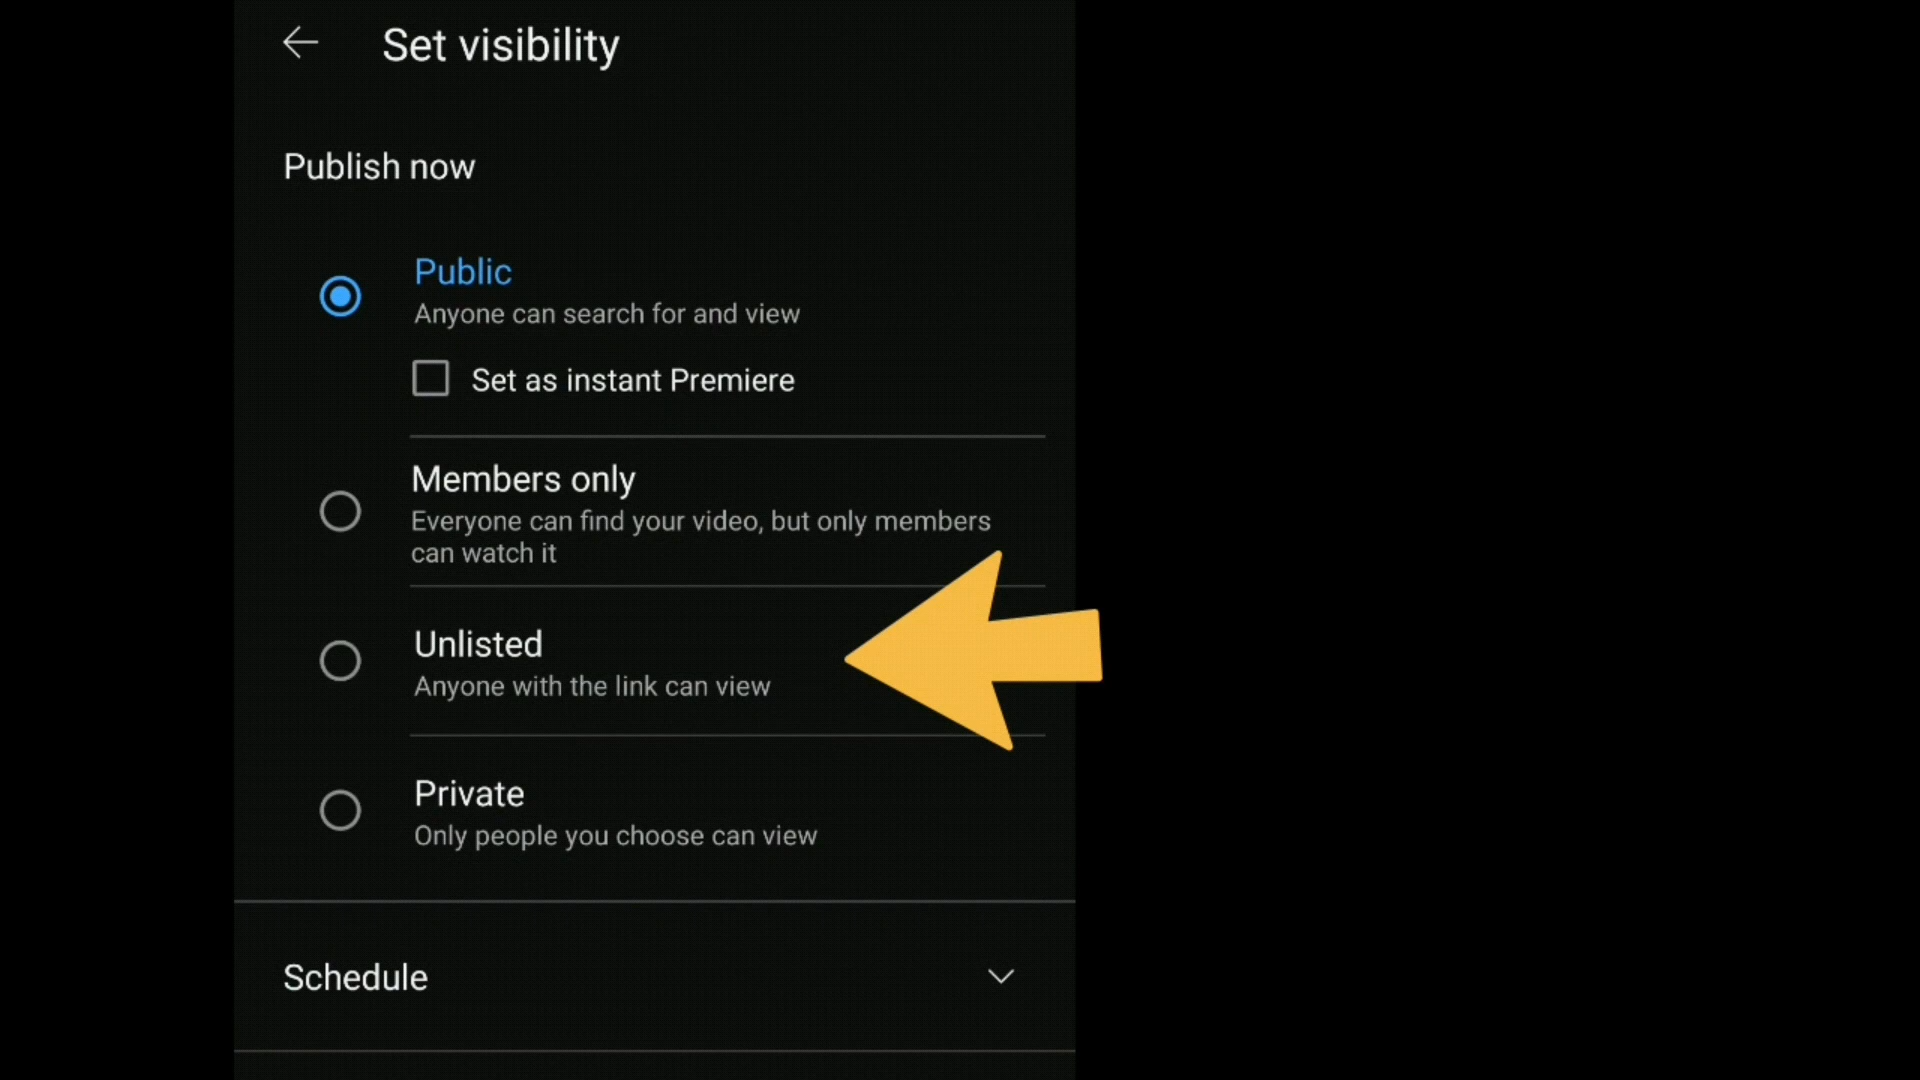 Set visibility
Publish now
Public
Anyone can search for and view
Set as instant Premiere
Members only
Everyone can find your video, but only members
can watch it
Unlisted
Anyone with the link can view
Private
Only people you choose can view
Schedule